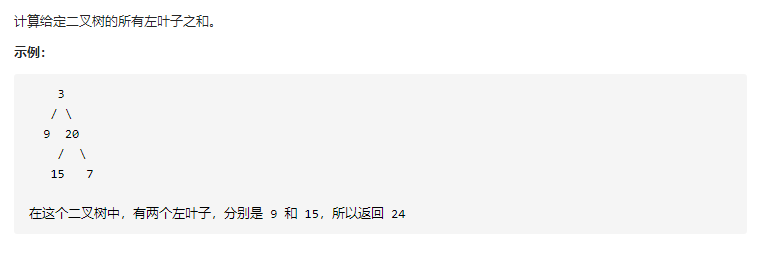 计算给定二叉树的所有左叶子之和。
示例：
3
/ \
9  20
/  \
15   7
在这个二叉树中，有两个左叶子，分别是 9 和 15，所以返回 24